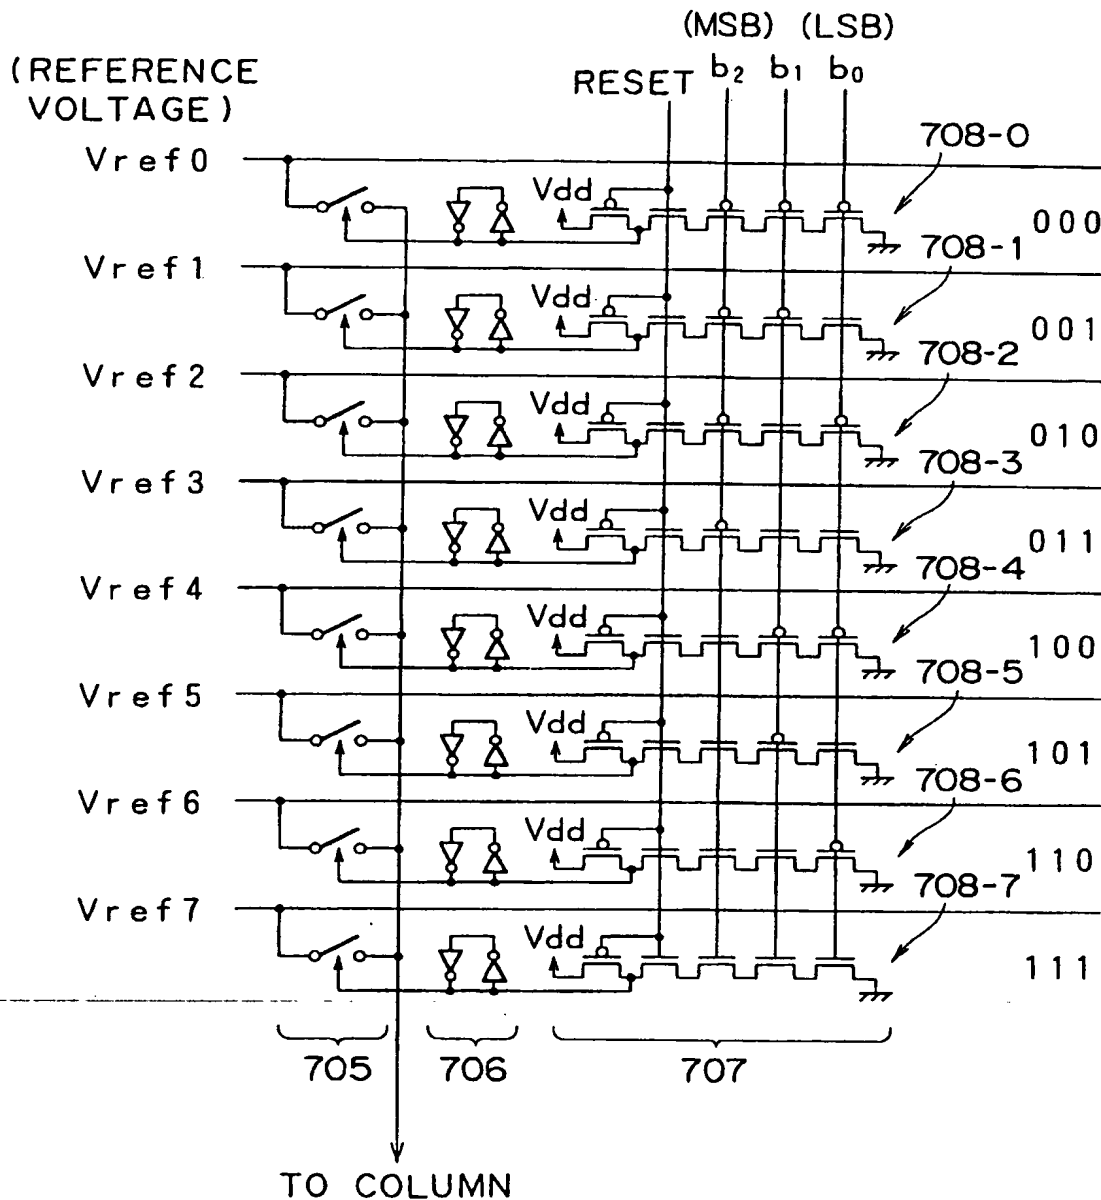 (MSB) (LSB)
(REFERENCE VOLTAGE)
RESET b2 b1 b0
Vref0
708-0
Vdd
000
Vref1
708-1
Vdd
001
Vref2
708-2
Vdd
010
Vref3
708-3
Vdd
011
Vref4
708-4
Vdd
100
Vref5
708-5
Vdd
101
Vref6
708-6
Vdd
110
Vref7
708-7
Vdd
111
705 706 707
TO COLUMN